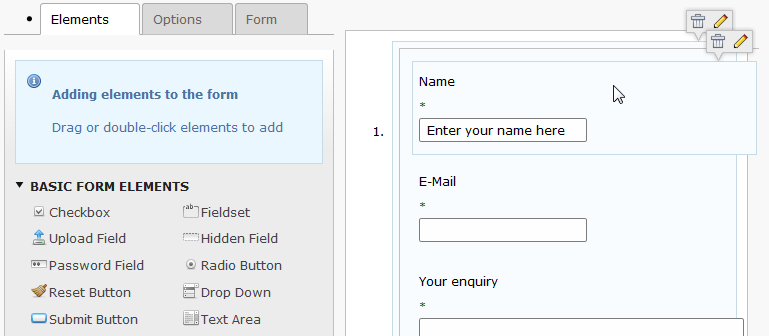 Elements Options Form
Adding elements to the form
Drag or double-click elements to add
BASIC FORM ELEMENTS
Checkbox Fieldset
Upload Field Hidden Field
Password Field Radio Button
Reset Button Drop Down
Submit Button Text Area
Name
*
1. Enter your name here
E-Mail
*
Your enquiry
*